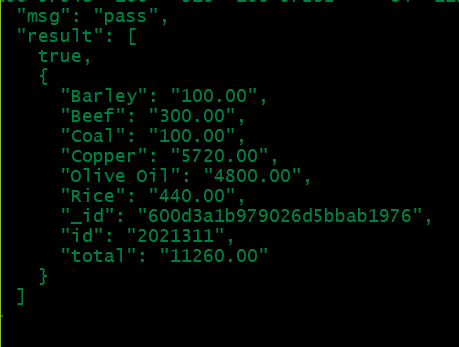 "msg": "pass",
"result": [
true,
{
"Barley": "100.00",
"Beef": "300.00",
"Coal": "100.00",
"Copper": "5720.00",
"Olive Oil": "4800.00",
"Rice": "440.00",
"_id": "600d3a1b979026d5bbab1976",
"id": "2021311",
"total": "11260.00"
}
]